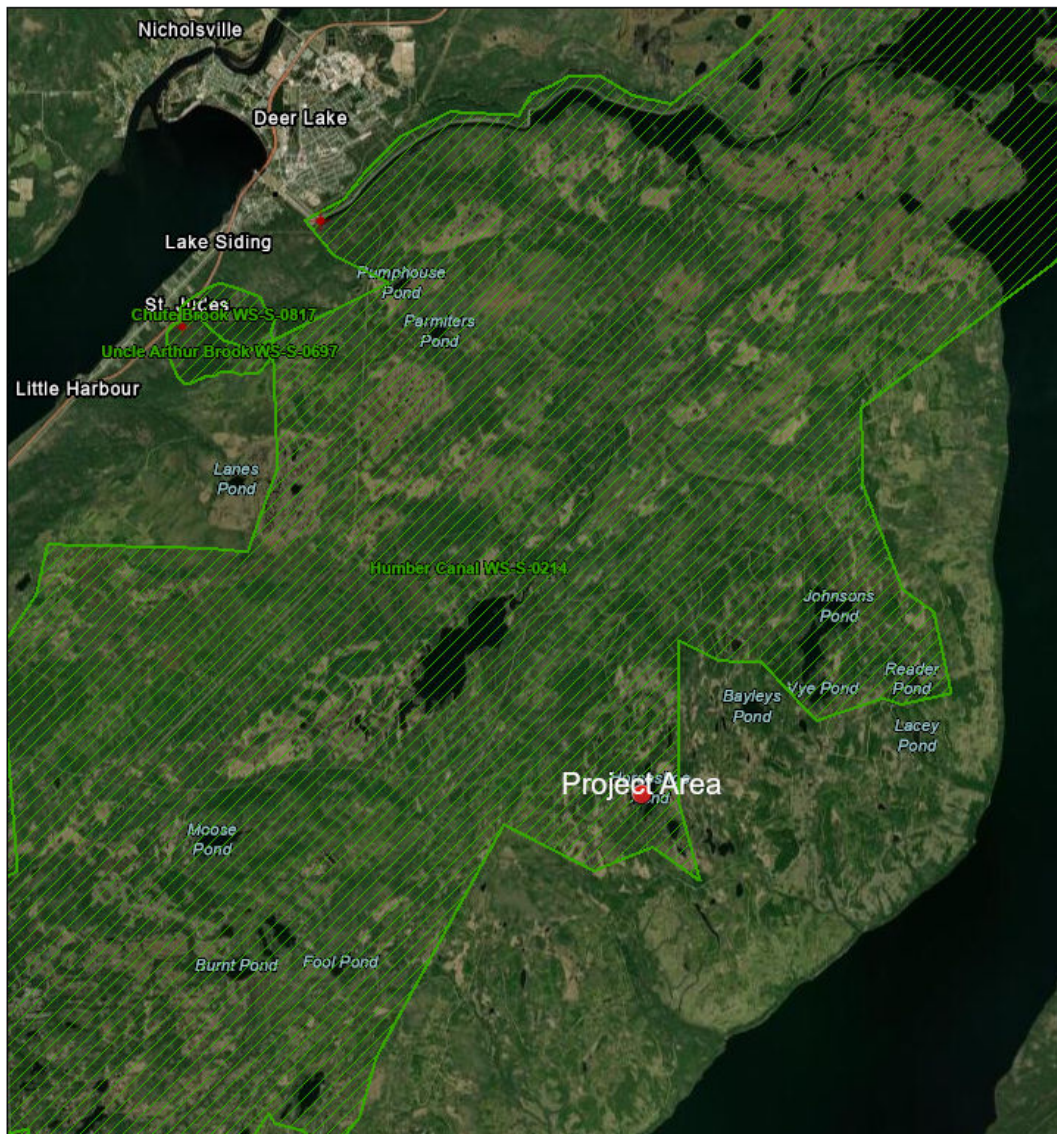 Nicholsville
Deer Lake
Lake Siding
Pumphouse
Pond
St. Judes
Chute Brook WS-S-0817
Parmiters
Pond
Uncle Arthur Brook WS-S-0697
Little Harbour
Lanes
Pond
Humber Canal WS-S-0214
Johnsons
Pond
Reader
Pond
Vye Pond
Bayleys
Pond
Lacey
Pond
Project Area
Pond
Moose
Pond
Burnt Pond
Fool Pond